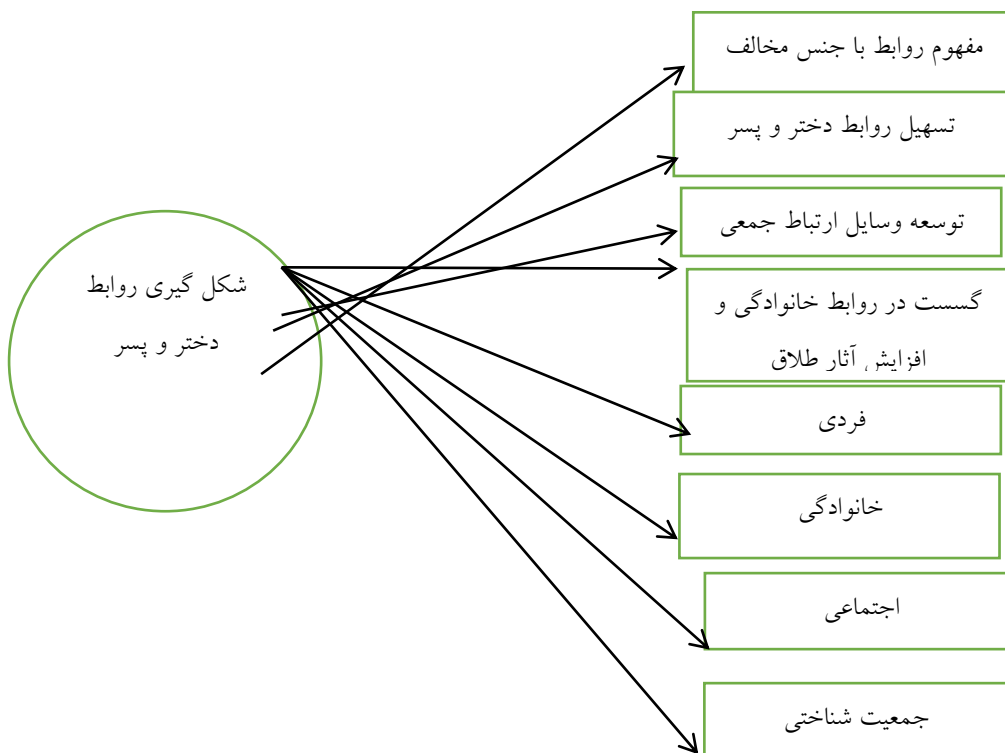 مفهوم روابط با جنس مخالف
تسهیل روابط دختر و پسر
توسعه وسایل ارتباط جمعی
شکل گیری روابط
دختر و پسر
گسست در روابط خانوادگی و
افزایش آثار طلاق
فردی
خانوادگی
اجتماعی
جمعیت شناختی